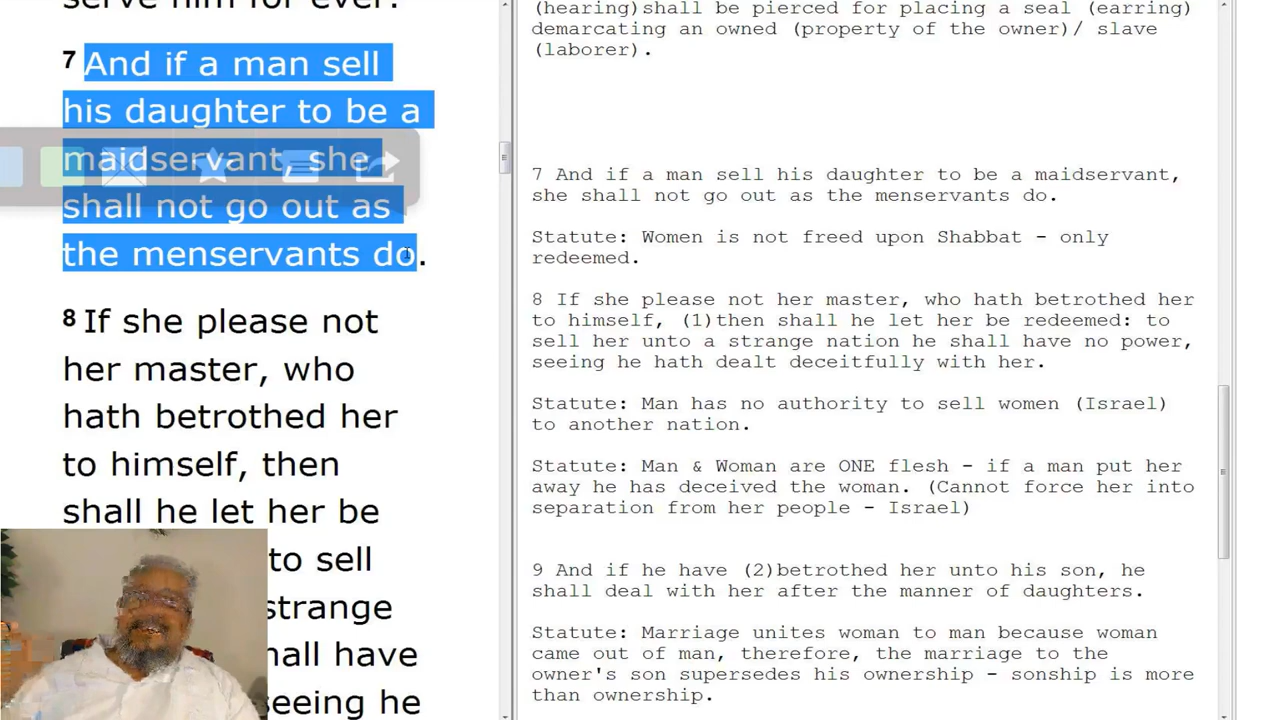 serve him for ever.
7 And if a man sell
his daughter to be a
maidservant, she
shall not go out as
the menservants do.
8 If she please not
her master, who
hath betrothed her
to himself, then
shall he let her be
to sell
strange
hall have
seeing he
(hearing)shall be pierced for placing a seal (earring)
demarcating an owned (property of the owner)/ slave
(laborer).
7 And if a man sell his daughter to be a maidservant,
she shall not go out as the menservants do.
Statute: Women is not freed upon Shabbat - only
redeemed.
8 If she please not her master, who hath betrothed her
to himself, (1)then shall he let her be redeemed: to
sell her unto a strange nation he shall have no power,
seeing he hath dealt deceitfully with her.
Statute: Man has no authority to sell women (Israel)
to another nation.
Statute: Man & Woman are ONE flesh - if a man put her
away he has deceived the woman. (Cannot force her into
separation from her people - Israel)
9 And if he have (2)betrothed her unto his son, he
shall deal with her after the manner of daughters.
Statute: Marriage unites woman to man because woman
came out of man, therefore, the marriage to the
owner's son supersedes his ownership - sonship is more
than ownership.